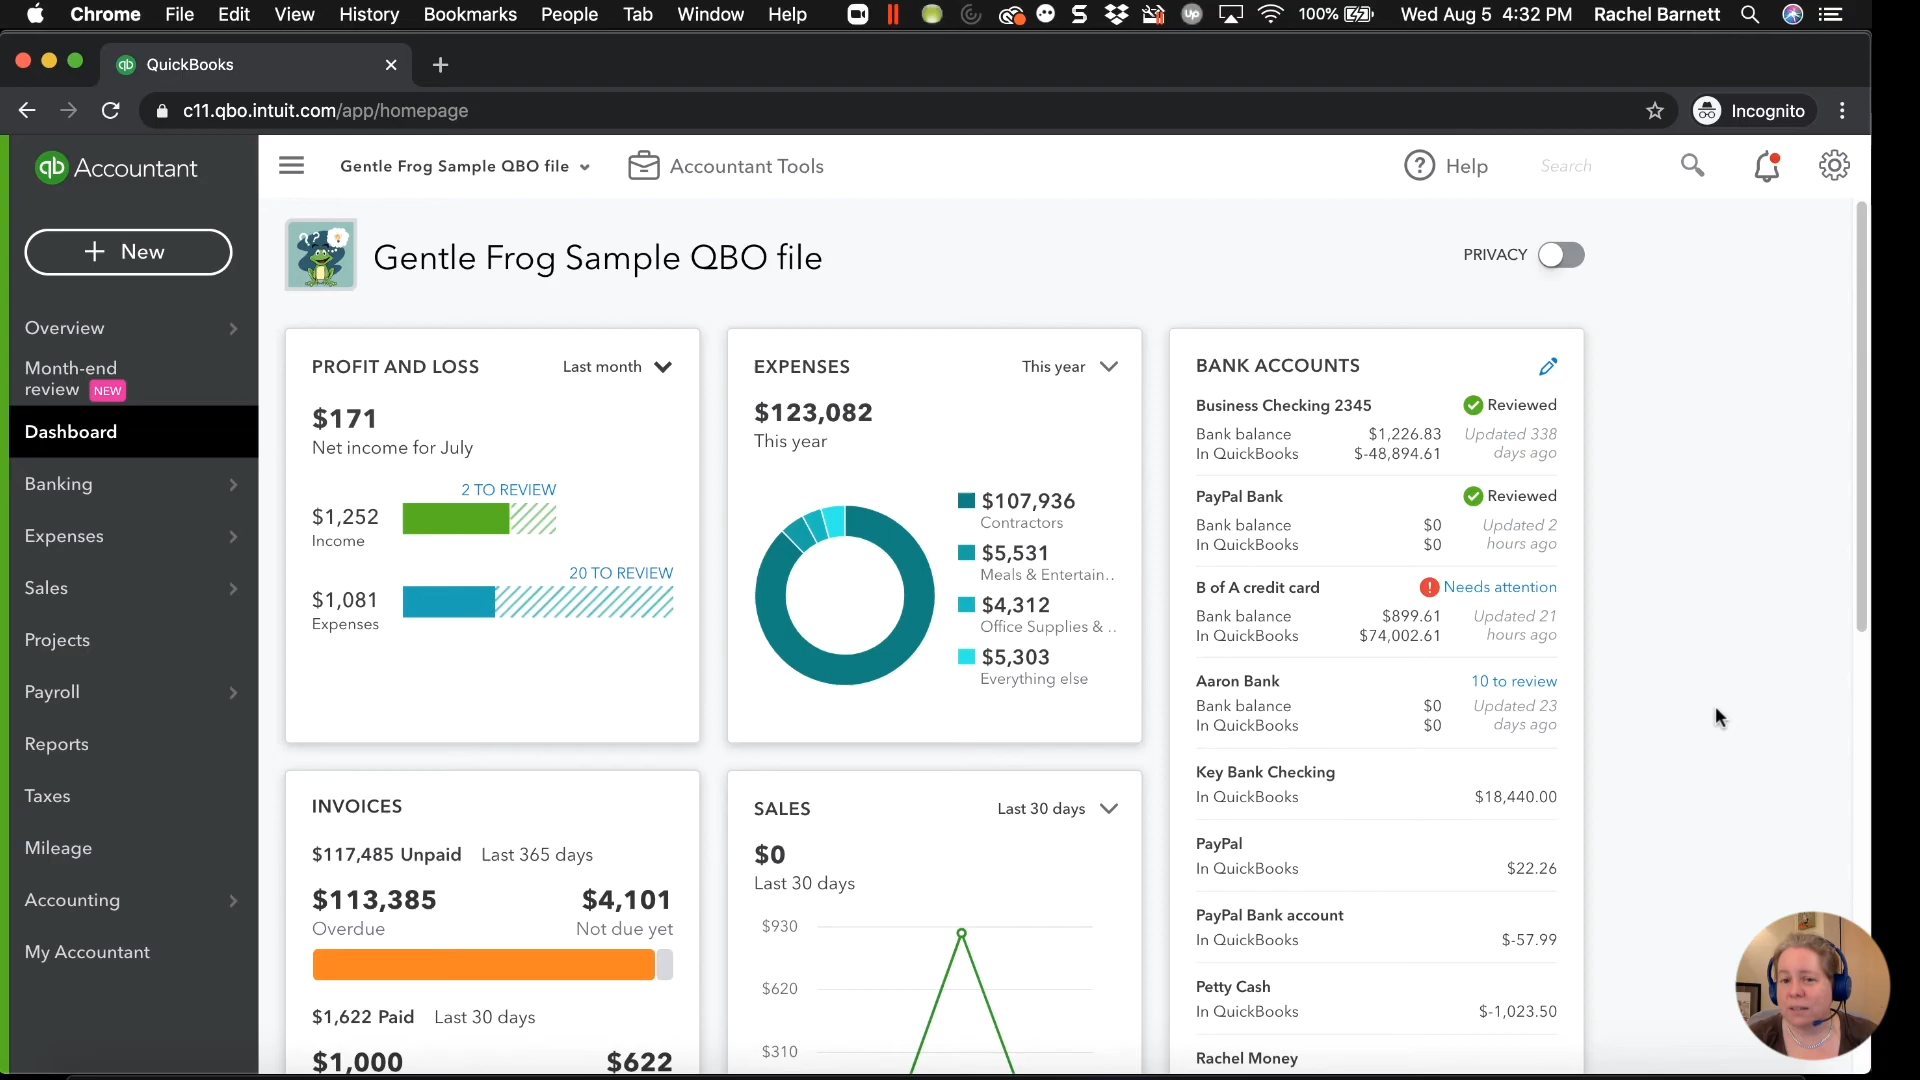 Chrome File Edit View History Bookmarks People Tab Window Help
100% Wed Aug 5 4:32 PM Rachel Barnett
QuickBooks
c11.qbo.intuit.com/app/homepage
Incognito
qb Accountant
Gentle Frog Sample QBO file
Accountant Tools
Help
Search
+ New
Overview
Month-end
review NEW
Dashboard
Banking
Expenses
Sales
Projects
Payroll
Reports
Taxes
Mileage
Accounting
My Accountant
Gentle Frog Sample QBO file
PRIVACY
PROFIT AND LOSS Last month
$171
Net income for July
2 TO REVIEW
$1,252
Income
20 TO REVIEW
$1,081
Expenses
EXPENSES This year
$123,082
This year
$107,936
Contractors
$5,531
Meals & Entertain..
$4,312
Office Supplies & ..
$5,303
Everything else
BANK ACCOUNTS
Business Checking 2345 Reviewed
Bank balance $1,226.83 Updated 338
In QuickBooks $-48,894.61 days ago
PayPal Bank Reviewed
Bank balance $0 Updated 2
In QuickBooks $0 hours ago
B of A credit card ! Needs attention
Bank balance $899.61 Updated 21
In QuickBooks $74,002.61 hours ago
Aaron Bank 10 to review
Bank balance $0 Updated 23
In QuickBooks $0 days ago
Key Bank Checking
In QuickBooks $18,440.00
PayPal
In QuickBooks $22.26
PayPal Bank account
In QuickBooks $-57.99
Petty Cash
In QuickBooks $-1,023.50
Rachel Money
INVOICES
$117,485 Unpaid Last 365 days
$113,385 $4,101
Overdue Not due yet
$1,622 Paid Last 30 days
$1,000 $622
SALES Last 30 days
$0
Last 30 days
$930
$620
$310